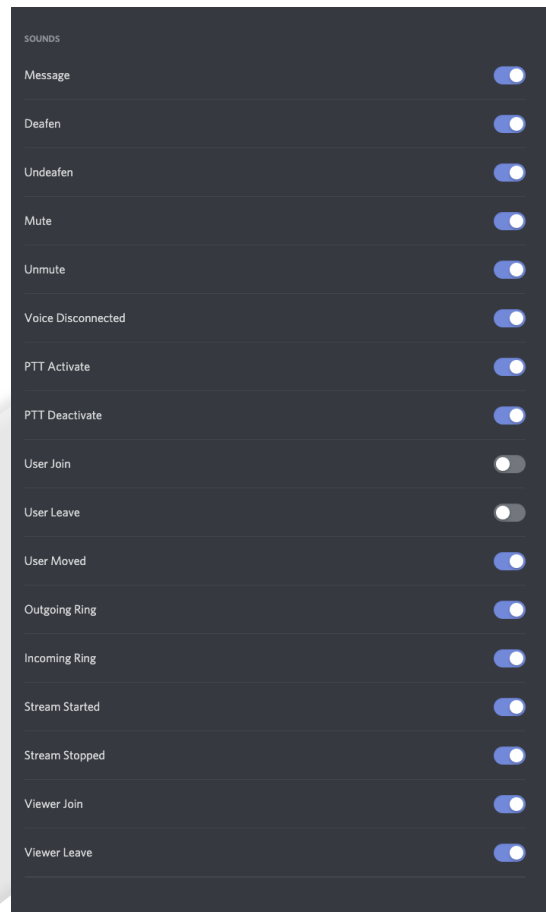 SOUNDS
Message
Deafen
Undeafen
Mute
Unmute
Voice Disconnected
PTT Activate
PTT Deactivate
User Join
User Leave
User Moved
Outgoing Ring
Incoming Ring
Stream Started
Stream Stopped
Viewer Join
Viewer Leave